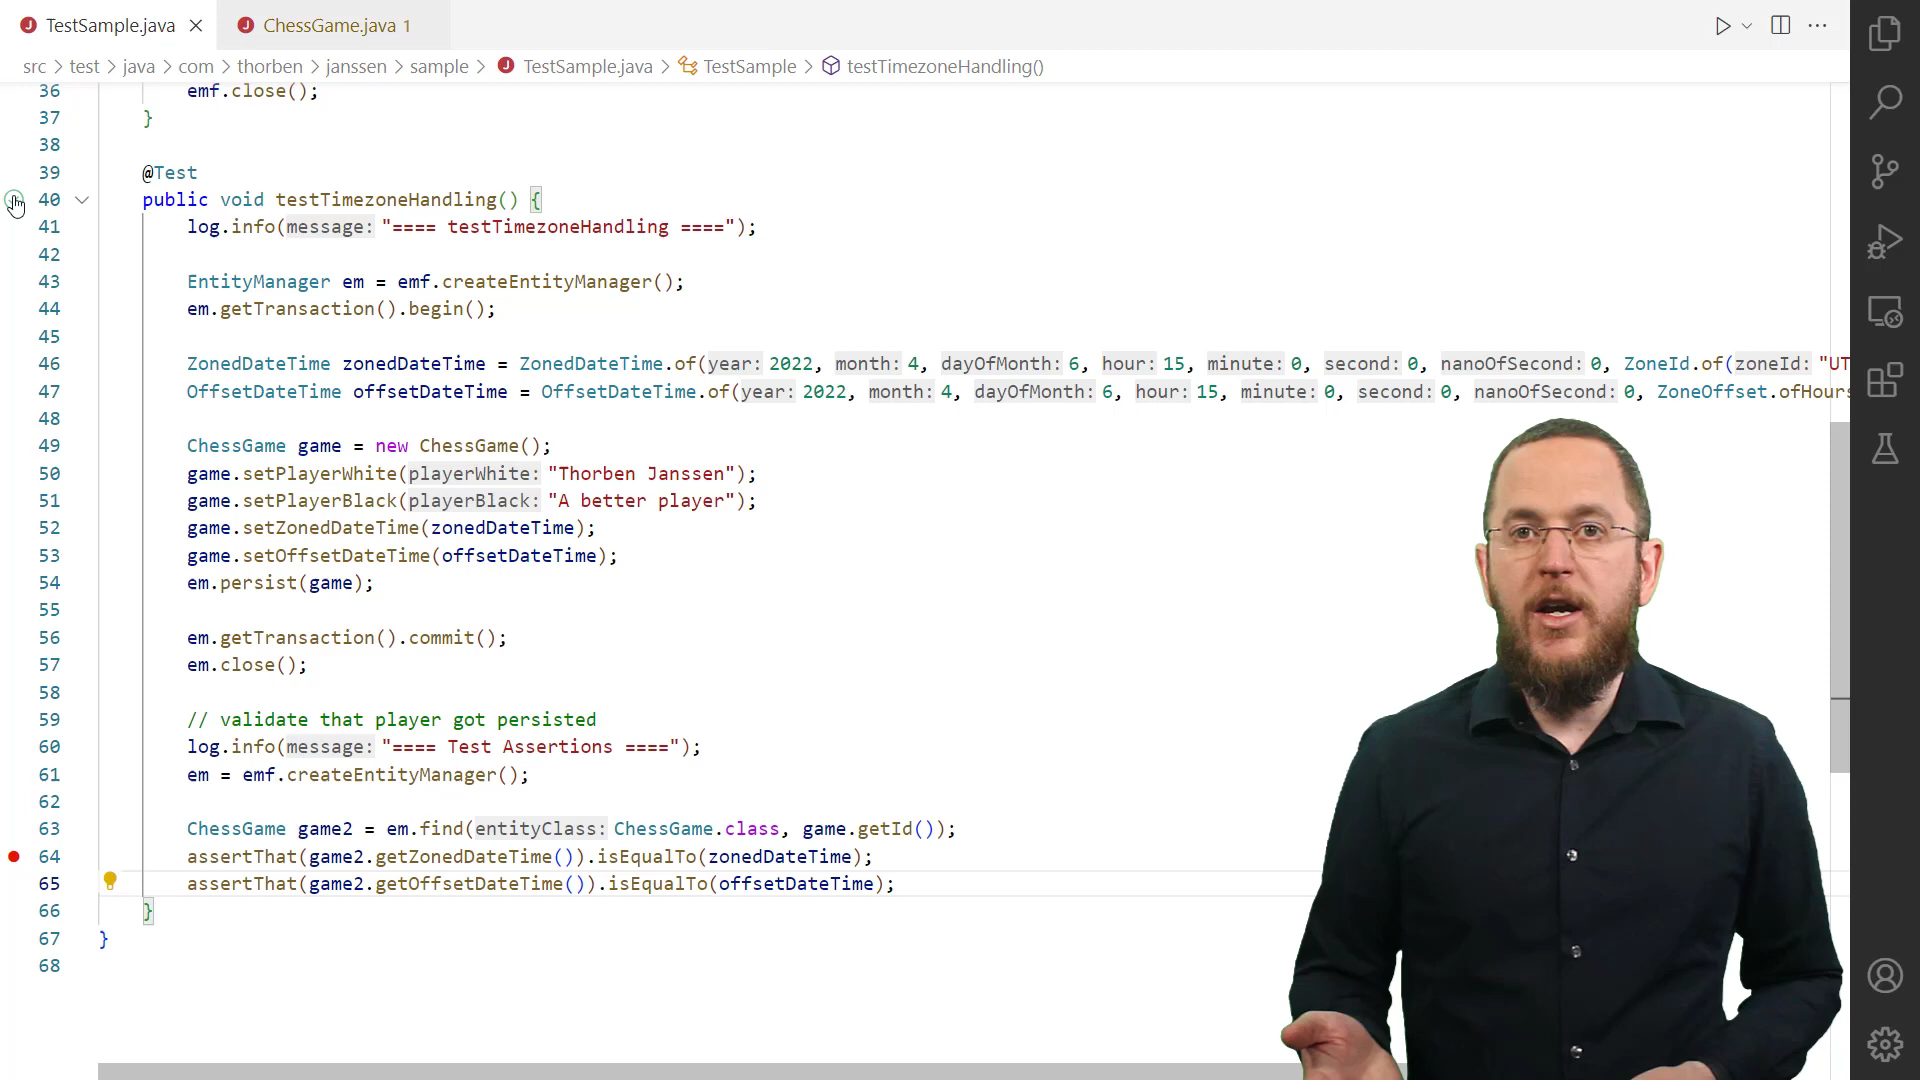 TestSample.java
ChessGame.java 1
src > test > java > com > thorben > janssen > sample > TestSample.java > TestSample > testTimezoneHandling()
36 emf.close();
37 }
38
39 @Test
40 public void testTimezoneHandling() {
41 log.info(message: "==== testTimezoneHandling ====");
42
43 EntityManager em = emf.createEntityManager();
44 em.getTransaction().begin();
45
46 ZonedDateTime zonedDateTime = ZonedDateTime.of(year: 2022, month: 4, dayOfMonth: 6, hour: 15, minute: 0, second: 0, nanoOfSecond: 0, ZoneId.of(zoneId: "UT
47 OffsetDateTime offsetDateTime = OffsetDateTime.of(year: 2022, month: 4, dayOfMonth: 6, hour: 15, minute: 0, second: 0, nanoOfSecond: 0, ZoneOffset.ofHours
48
49 ChessGame game = new ChessGame();
50 game.setPlayerWhite(playerWhite: "Thorben Janssen");
51 game.setPlayerBlack(playerBlack: "A better player");
52 game.setZonedDateTime(zonedDateTime);
53 game.setOffsetDateTime(offsetDateTime);
54 em.persist(game);
55
56 em.getTransaction().commit();
57 em.close();
58
59 // validate that player got persisted
60 log.info(message: "==== Test Assertions ====");
61 em = emf.createEntityManager();
62
63 ChessGame game2 = em.find(entityClass: ChessGame.class, game.getId());
64 assertThat(game2.getZonedDateTime()).isEqualTo(zonedDateTime);
65 assertThat(game2.getOffsetDateTime()).isEqualTo(offsetDateTime);
66 }
67 }
68